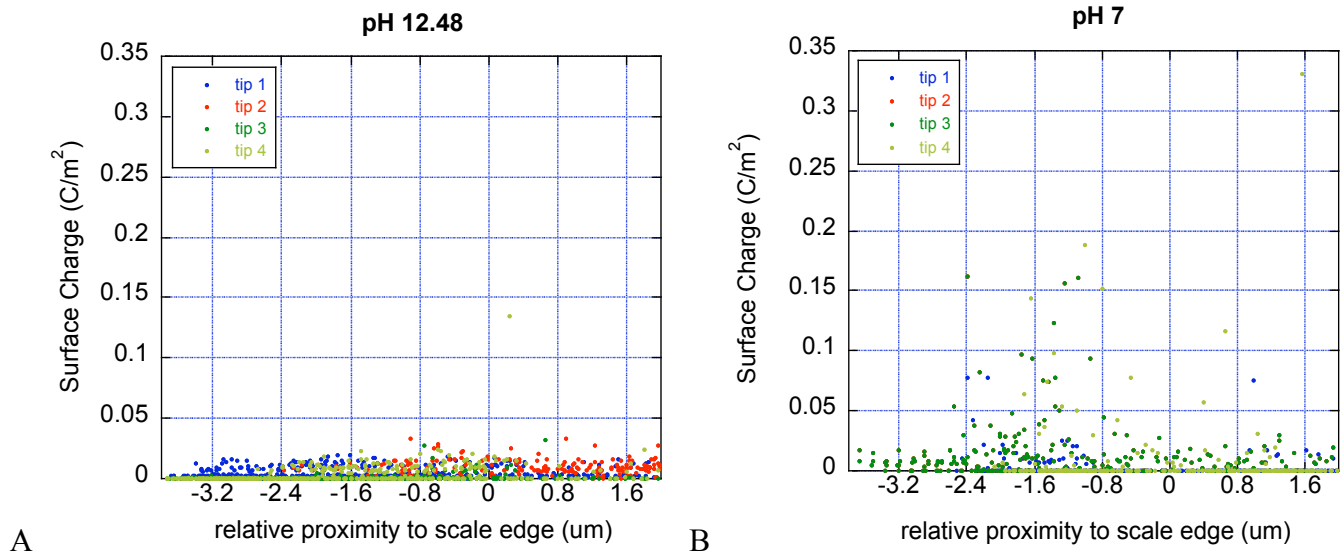 pH 12.48
0.35
0.3
0.25
0.2
0.15
0.1
0.05
0
Surface Charge (C/m²)
tip 1
tip 2
tip 3
tip 4
-3.2 -2.4 -1.6 -0.8 0 0.8 1.6
relative proximity to scale edge (um)
A
pH 7
0.35
0.3
0.25
0.2
0.15
0.1
0.05
0
Surface Charge (C/m²)
tip 1
tip 2
tip 3
tip 4
-3.2 -2.4 -1.6 -0.8 0 0.8 1.6
relative proximity to scale edge (um)
B